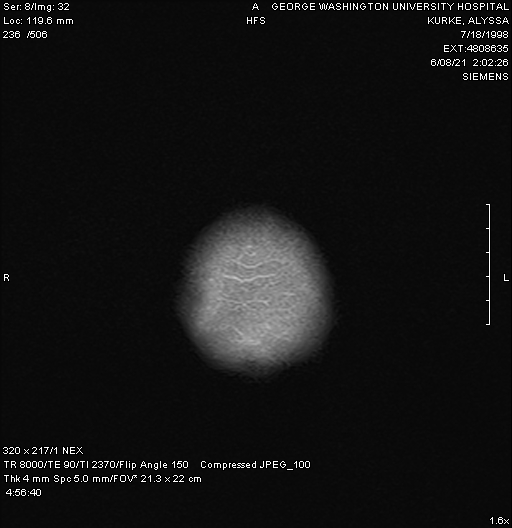 Ser: 8/Img: 32
Loc: 119.6 mm
236 /506
A
HFS
GEORGE WASHINGTON UNIVERSITY HOSPITAL
KURKE, ALYSSA
7/18/1998
EXT:4808635
6/08/21 2:02:26
SIEMENS
R
L
320 x 217/1 NEX
TR 8000/TE 90/TI 2370/Flip Angle 150 Compressed JPEG_100
Thk 4 mm Spc 5.0 mm/FOV* 21.3 x 22 cm
4:56:40
1.6x